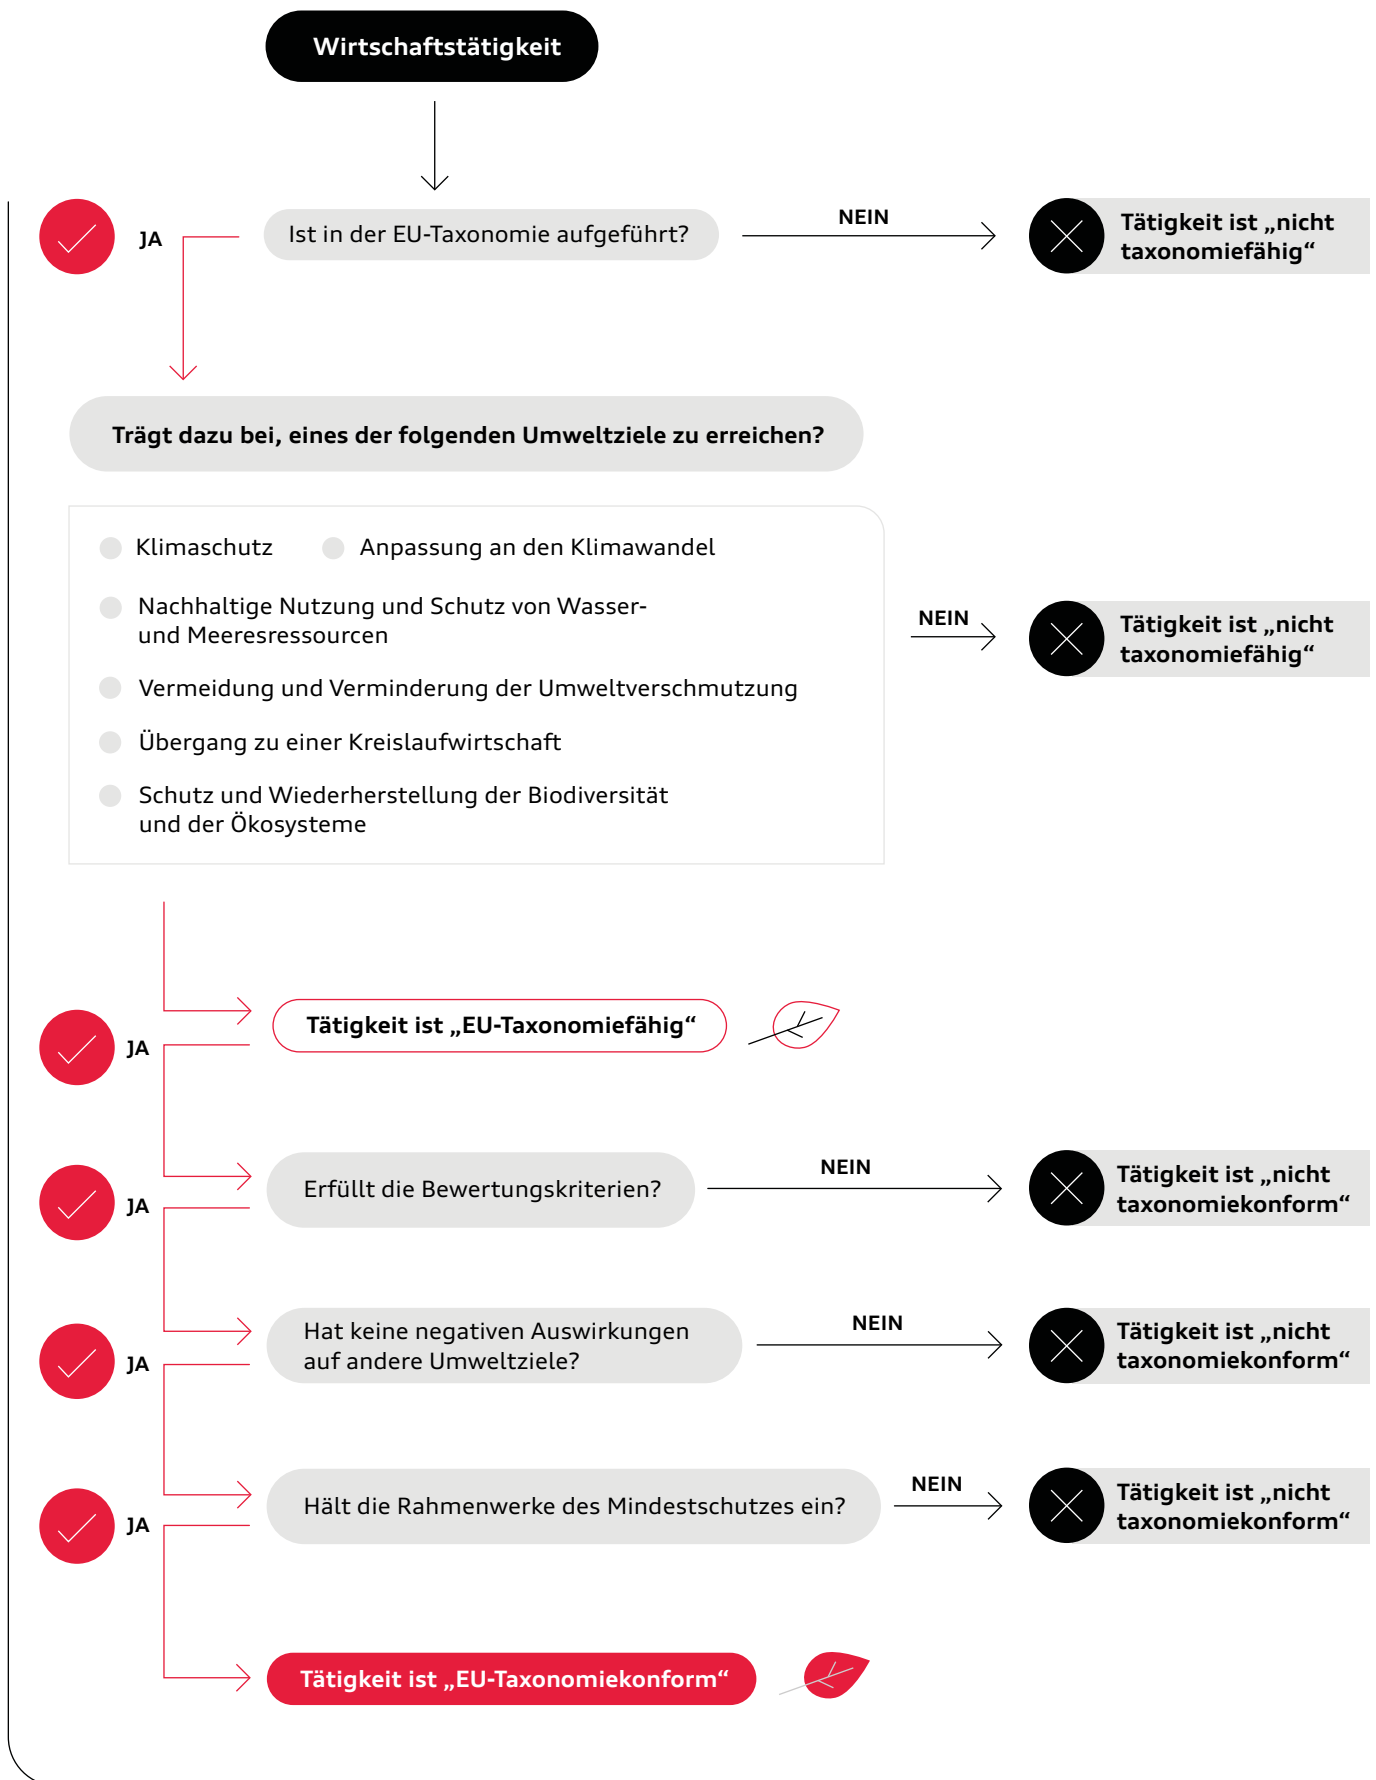 Wirtschaftstätigkeit
JA
Ist in der EU-Taxonomie aufgeführt?
NEIN
Tätigkeit ist „nicht
taxonomiefähig“
Trägt dazu bei, eines der folgenden Umweltziele zu erreichen?
Klimaschutz
Anpassung an den Klimawandel
Nachhaltige Nutzung und Schutz von Wasser-
und Meeresressourcen
Vermeidung und Verminderung der Umweltverschmutzung
Übergang zu einer Kreislaufwirtschaft
Schutz und Wiederherstellung der Biodiversität
und der Ökosysteme
NEIN
Tätigkeit ist „nicht
taxonomiefähig“
JA
Tätigkeit ist „EU-Taxonomiefähig“
JA
Erfüllt die Bewertungskriterien?
NEIN
Tätigkeit ist „nicht
taxonomiekonform“
JA
Hat keine negativen Auswirkungen
auf andere Umweltziele?
NEIN
Tätigkeit ist „nicht
taxonomiekonform“
JA
Hält die Rahmenwerke des Mindestschutzes ein?
NEIN
Tätigkeit ist „nicht
taxonomiekonform“
Tätigkeit ist „EU-Taxonomiekonform“